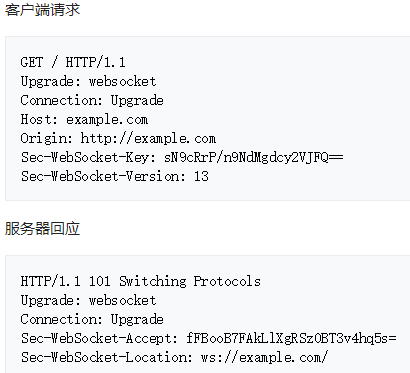 客户端请求
GET / HTTP/1.1
Upgrade: websocket
Connection: Upgrade
Host: example.com
Origin: http://example.com
Sec-WebSocket-Key: sN9cRrP/n9NdMgdcy2VJFQ==
Sec-WebSocket-Version: 13
服务器回应
HTTP/1.1 101 Switching Protocols
Upgrade: websocket
Connection: Upgrade
Sec-WebSocket-Accept: fFBooB7FAkLlXgRSz0BT3v4hq5s=
Sec-WebSocket-Location: ws://example.com/